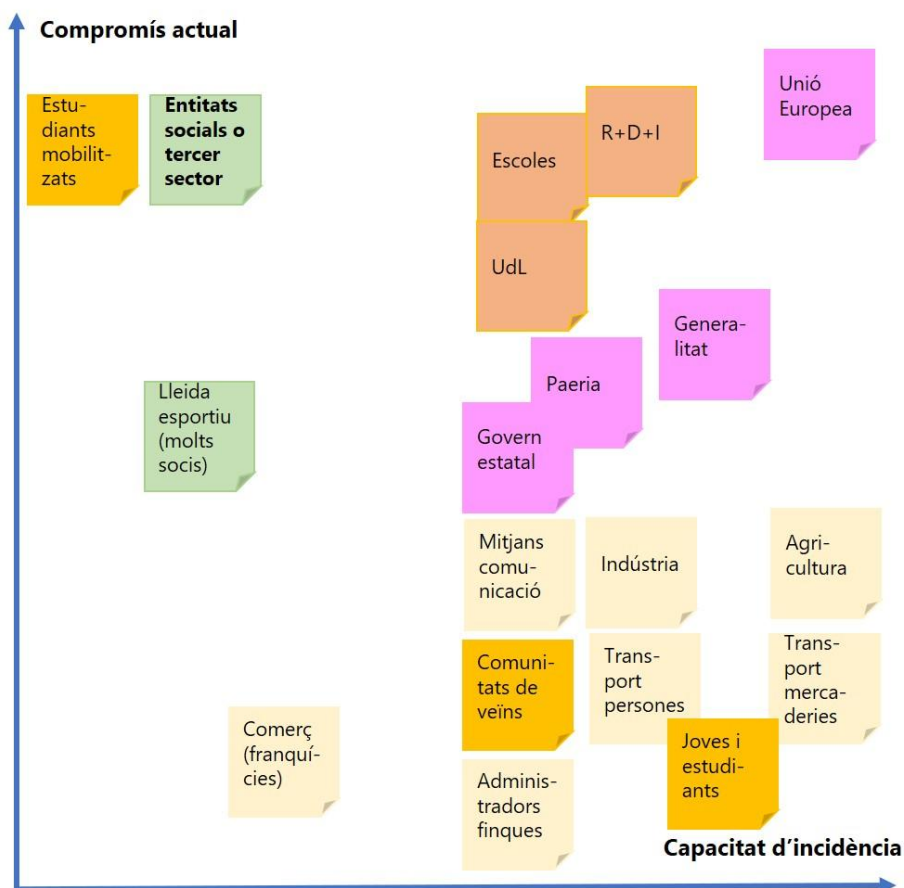 Compromís actual
Estu-
diants
mobilit-
zats
Entitats
socials o
tercer
sector
Escoles
R+D+I
Unió
Europea
UdL
Genera-
litat
Paeria
Lleida
esportiu
(molts
socis)
Govern
estatal
Mitjans
comu-
nicació
Indústria
Agri-
cultura
Comuni-
tats de
veïns
Trans-
port
persones
Trans-
port
merca-
deries
Comerç
(franquí-
cies)
Joves i
estudi-
ants
Adminis-
tradors
finques
Capacitat d’incidència